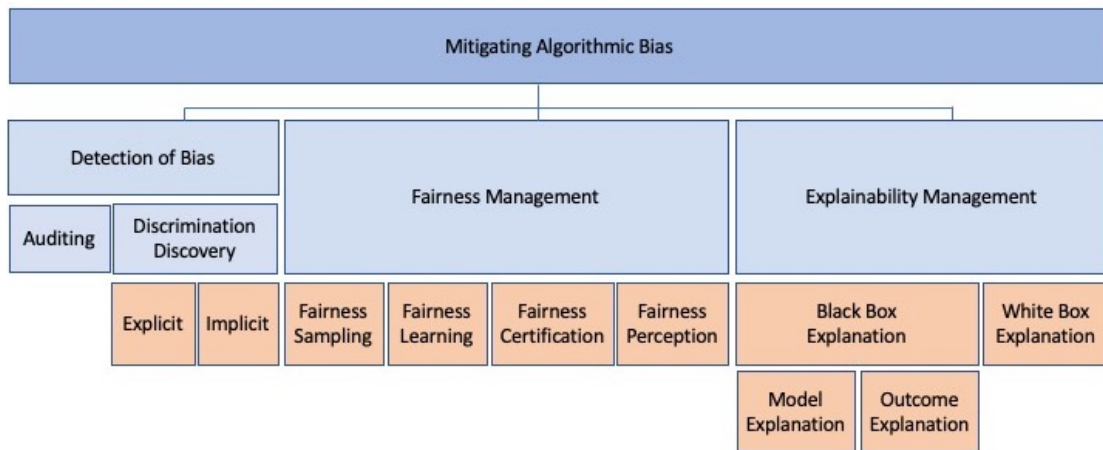 Mitigating Algorithmic Bias
Detection of Bias
Fairness Management
Explainability Management
Auditing
Discrimination
Discovery
Explicit
Implicit
Fairness
Sampling
Fairness
Learning
Fairness
Certification
Fairness
Perception
Black Box
Explanation
White Box
Explanation
Model
Explanation
Outcome
Explanation